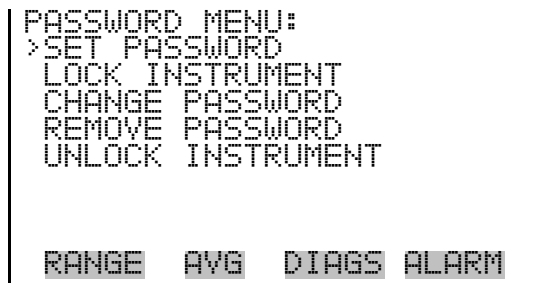 PASSWORD MENU:
>SET PASSWORD
LOCK INSTRUMENT
CHANGE PASSWORD
REMOVE PASSWORD
UNLOCK INSTRUMENT
RANGE AVG DIAGS ALARM